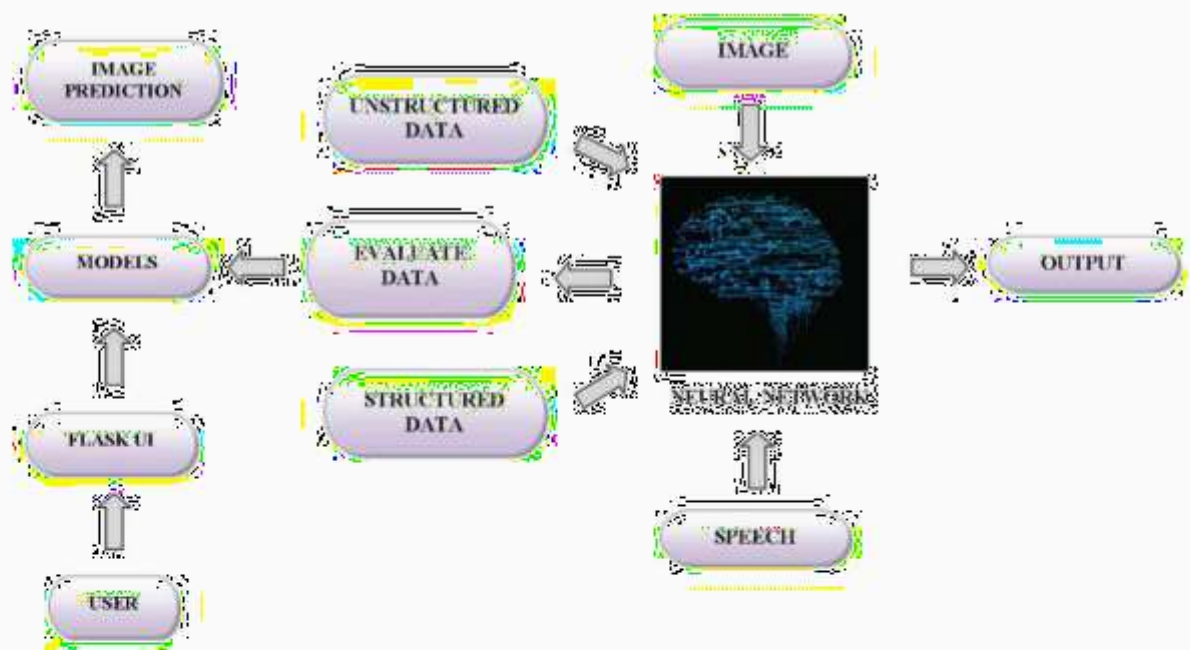 IMAGE
PREDICTION
UNSTRUCTURED
DATA
IMAGE
MODELS
EVALUATE
DATA
OUTPUT
STRUCTURED
DATA
NEURAL NETWORK
FLASK UI
SPEECH
USER